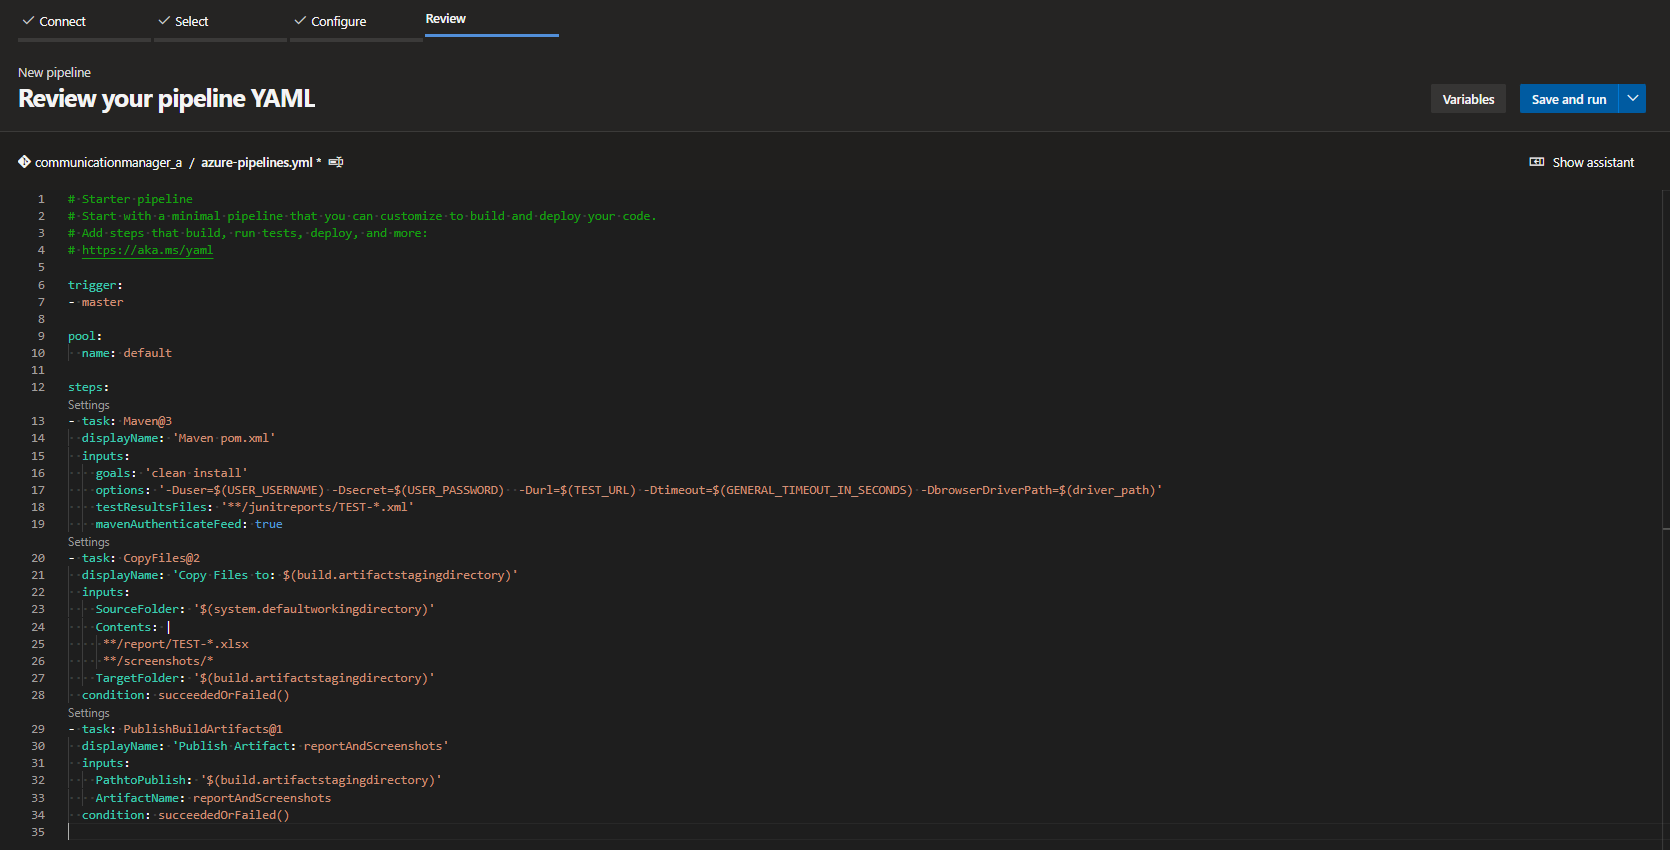 Connect
Select
Configure
Review
New pipeline
Review your pipeline YAML
Variables
Save and run
communicationmanager_a / azure-pipelines.yml *
Show assistant
1 # Starter pipeline
2 # Start with a minimal pipeline that you can customize to build and deploy your code.
3 # Add steps that build, run tests, deploy, and more:
4 # https://aka.ms/yaml
5
6 trigger:
7 - master
8
9 pool:
10   name: default
11
12 steps:
Settings
13 - task: Maven@3
14   displayName: 'Maven pom.xml'
15   inputs:
16     goals: 'clean install'
17     options: '-Duser=$(USER_USERNAME) -Dsecret=$(USER_PASSWORD)  -Durl=$(TEST_URL) -Dtimeout=$(GENERAL_TIMEOUT_IN_SECONDS) -DbrowserDriverPath=$(driver_path)'
18     testResultsFiles: '**/junitreports/TEST-*.xml'
19     mavenAuthenticateFeed: true
Settings
20 - task: CopyFiles@2
21   displayName: 'Copy Files to: $(build.artifactstagingdirectory)'
22   inputs:
23     SourceFolder: '$(system.defaultworkingdirectory)'
24     Contents: |
25      **/report/TEST-*.xlsx
26      **/screenshots/*
27     TargetFolder: '$(build.artifactstagingdirectory)'
28   condition: succeededOrFailed()
Settings
29 - task: PublishBuildArtifacts@1
30   displayName: 'Publish Artifact: reportAndScreenshots'
31   inputs:
32     PathtoPublish: '$(build.artifactstagingdirectory)'
33     ArtifactName: reportAndScreenshots
34   condition: succeededOrFailed()
35